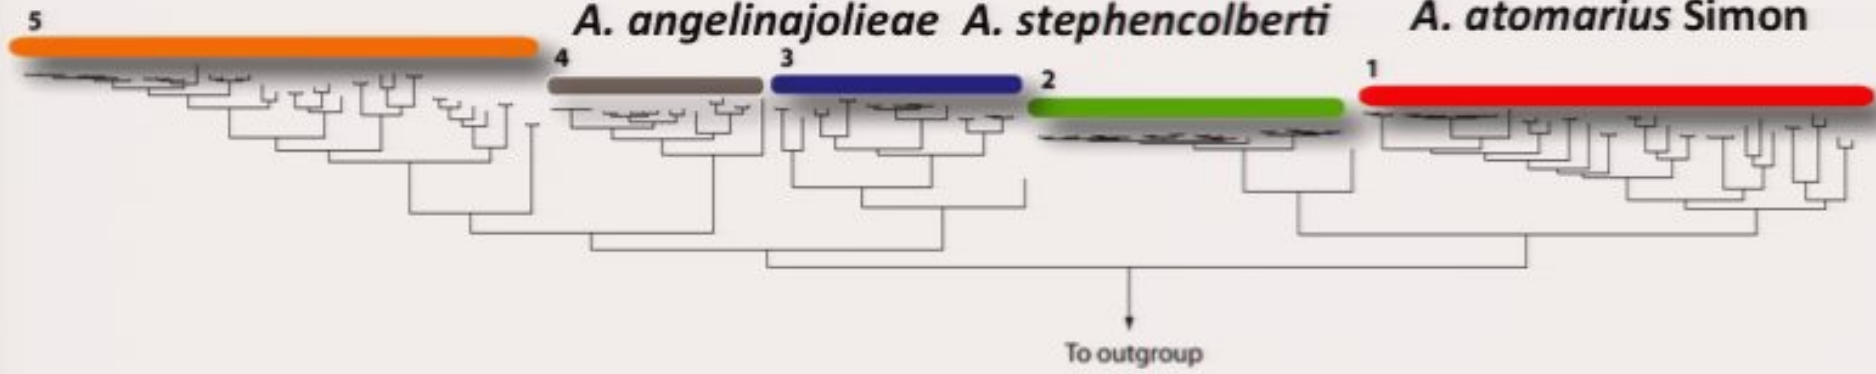 5
A. angelinajolieae A. stephencolberti
A. atomarius Simon
4
3
2
1
To outgroup